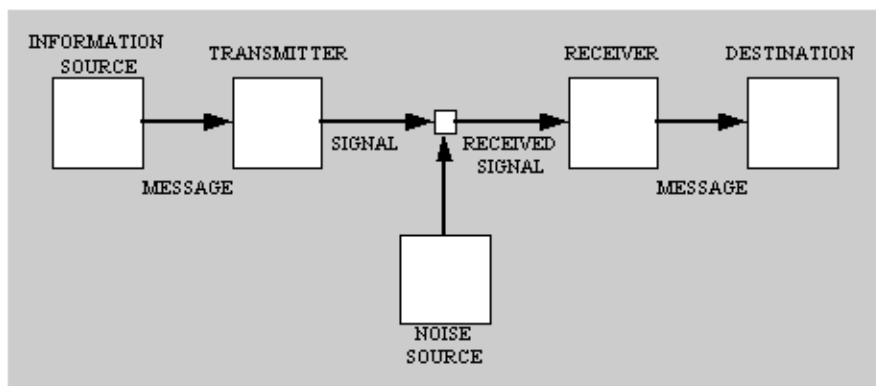 INFORMATION
SOURCE
TRANSMITTER
RECEIVER
DESTINATION
SIGNAL
RECEIVED
SIGNAL
MESSAGE
MESSAGE
NOISE
SOURCE